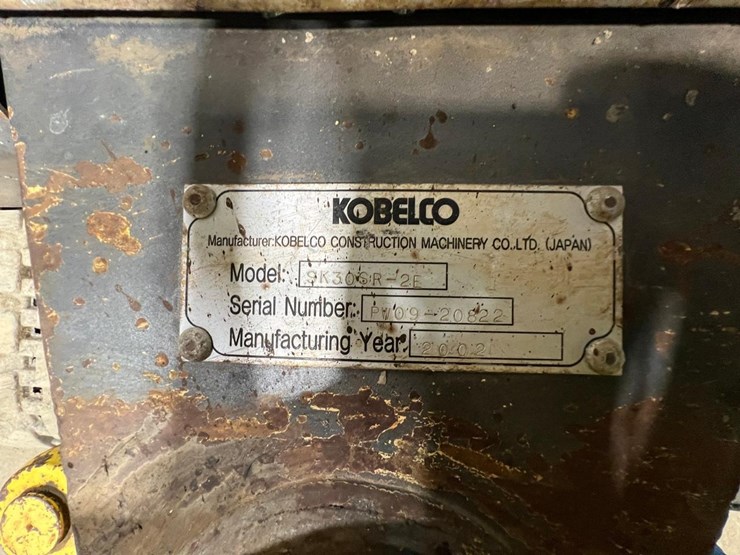 KOBELCO
Manufacturer:KOBELCO CONSTRUCTION MACHINERY CO.,LTD. (JAPAN)
Model: SK30SR-2E
Serial Number: PW09-20822
Manufacturing Year 2002